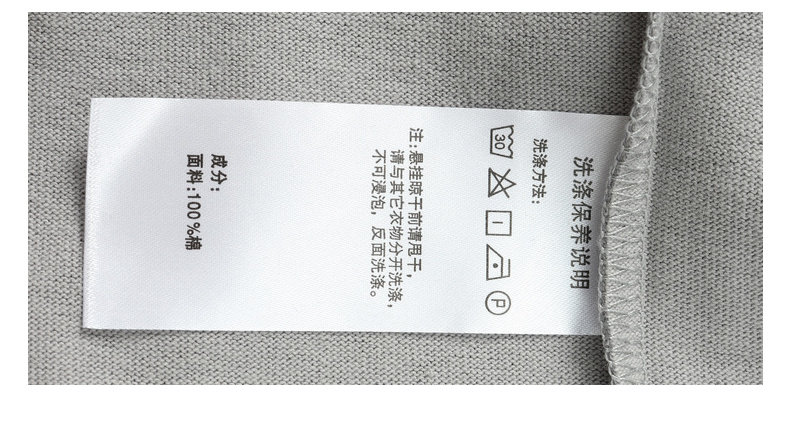 洗涤保养说明
洗涤方法：
30
P
注：悬挂晾干前请甩干，
请与其它衣物分开洗涤，
不可浸泡，反面洗涤。
成分：
面料：100%棉